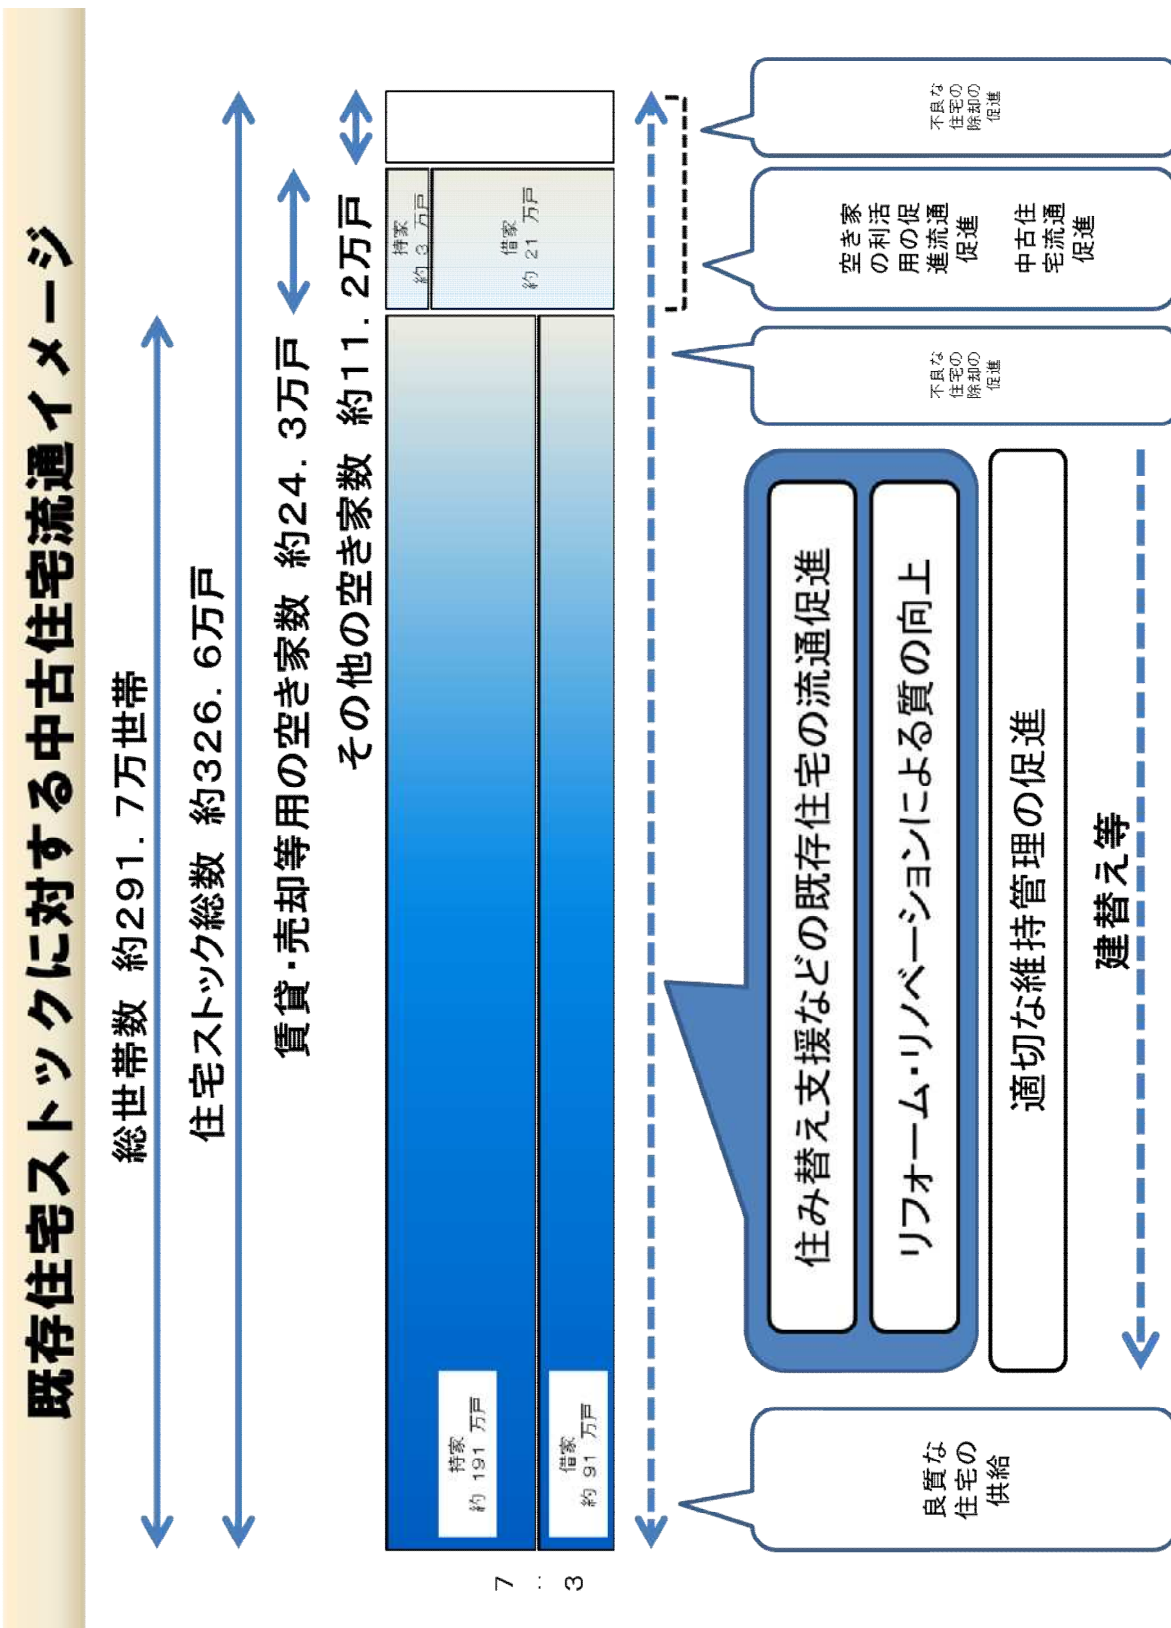 既存住宅ストックに対する中古住宅流通イメージ
総世帯数 約291．7万世帯
住宅ストック総数 約326．6万戸
賃貸・売却等用の空き家数 約24．3万戸
その他の空き家数 約11．2万戸
7
:
3
持家
約 191 万戸
借家
約 91 万戸
持家
約 3 万戸
借家
約 21 万戸
良質な
住宅の
供給
住み替え支援などの既存住宅の流通促進
リフォーム・リノベーションによる質の向上
適切な維持管理の促進
建替え等
不良な
住宅の
除却の
促進
空き家
の利活
用の促
進流通
促進
中古住
宅流通
促進
不良な
住宅の
除却の
促進